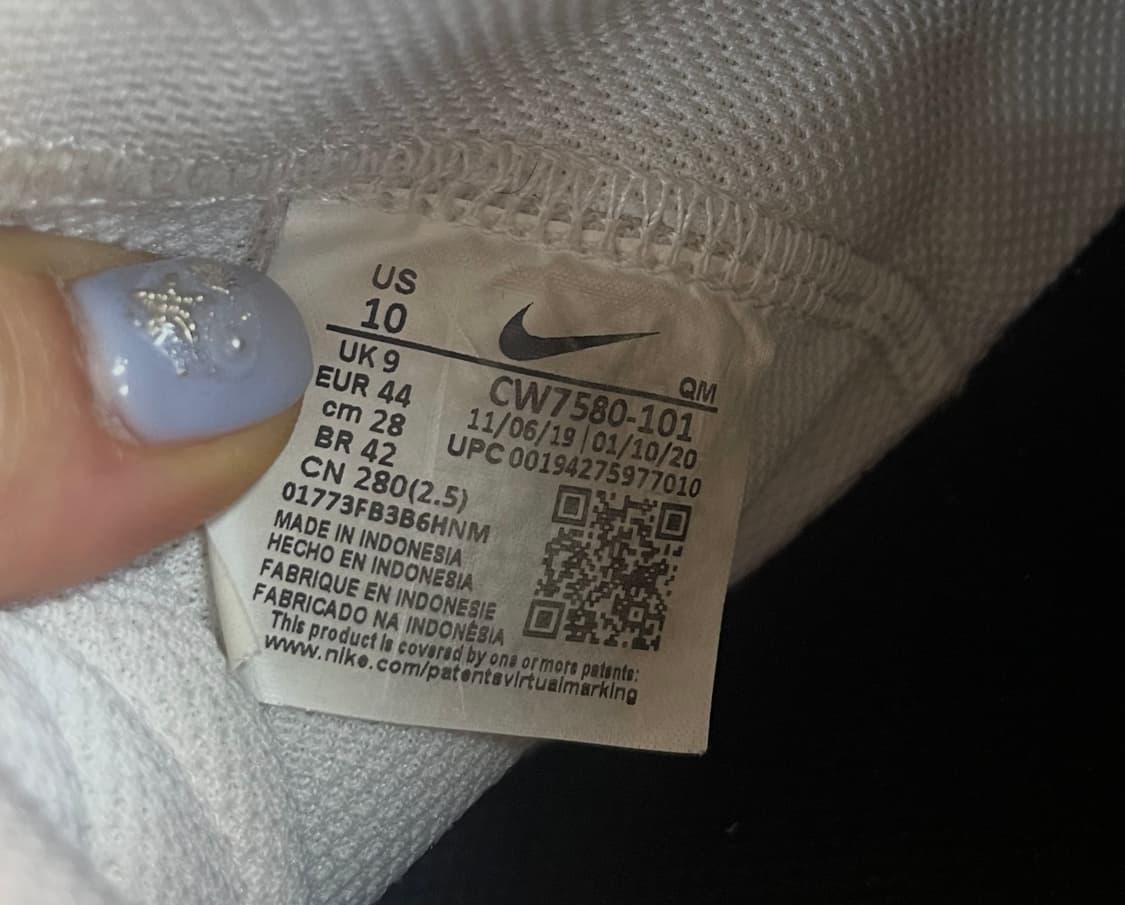 US
10
UK 9
EUR 44
cm 28
BR 42
CN 280(2.5)
QM
CW7580-101
11/06/19 | 01/10/20
UPC 00194275977010
01773FB3B6HNM
MADE IN INDONESIA
HECHO EN INDONESIA
FABRIQUE EN INDONESIE
FABRICADO NA INDONÉSIA
This product is covered by one or more patents:
www.nike.com/patentsvirtualmarking